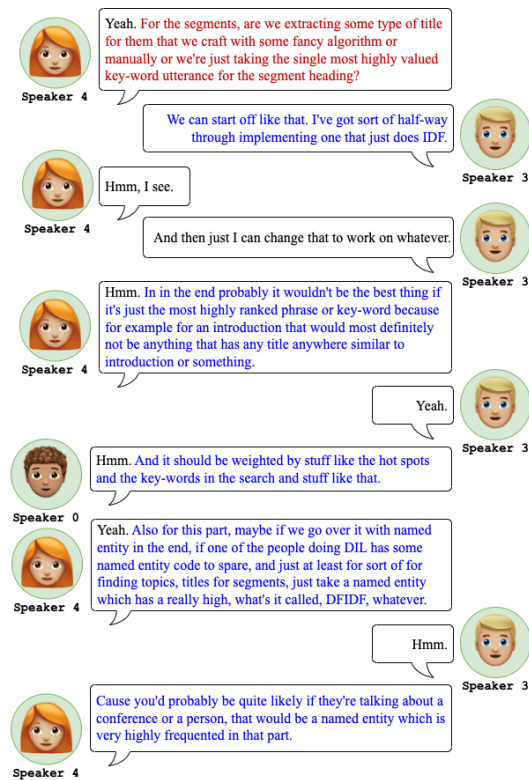 Yeah. For the segments, are we extracting some type of title
for them that we craft with some fancy algorithm or
manually or we're just taking the single most highly valued
key-word utterance for the segment heading?
Speaker 4
We can start off like that. I've got sort of half-way
through implementing one that just does IDF.
Speaker 3
Hmm, I see.
Speaker 4
And then just I can change that to work on whatever.
Speaker 3
Hmm. In in the end probably it wouldn't be the best thing if
it's just the most highly ranked phrase or key-word because
for example for an introduction that would most definitely
not be anything that has any title anywhere similar to
introduction or something.
Speaker 4
Yeah.
Speaker 3
Hmm. And it should be weighted by stuff like the hot spots
and the key-words in the search and stuff like that.
Speaker 0
Yeah. Also for this part, maybe if we go over it with named
entity in the end, if one of the people doing DIL has some
named entity code to spare, and just at least for sort of for
finding topics, titles for segments, just take a named entity
which has a really high, what's it called, DFIDF, whatever.
Speaker 4
Hmm.
Speaker 3
Cause you'd probably be quite likely if they're talking about a
conference or a person, that would be a named entity which is
very highly frequented in that part.
Speaker 4